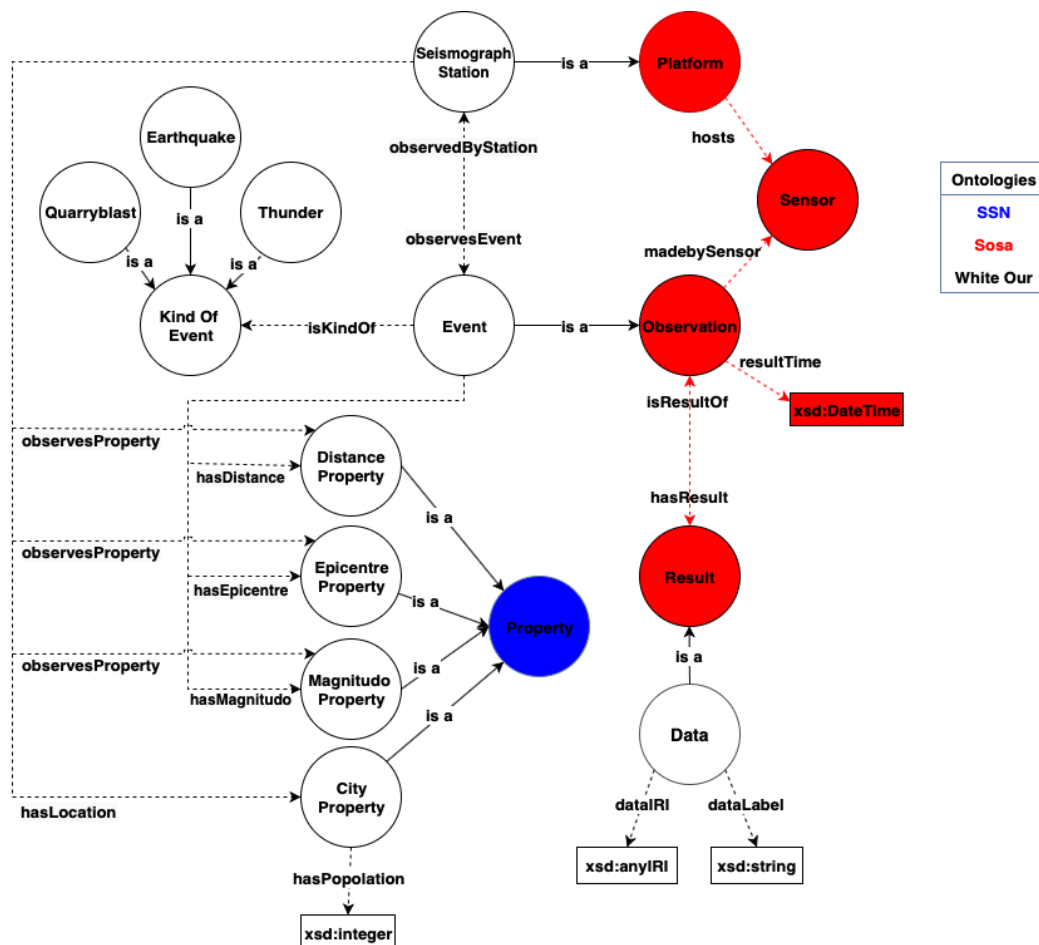 Seismograph
Station
is a
Platform
Earthquake
observedByStation
hosts
Quarryblast
is a
Thunder
Sensor
Ontologies
SSN
Sosa
White Our
is a
is a
observesEvent
madebySensor
Kind Of
Event
isKindOf
Event
is a
Observation
resultTime
isResultOf
xsd:DateTime
observesProperty
Distance
Property
hasDistance
is a
hasResult
observesProperty
Epicentre
Property
hasEpicentre
is a
Result
Property
observesProperty
is a
is a
Magnitudo
Property
hasMagnitudo
is a
Data
City
Property
hasLocation
dataIRI
dataLabel
xsd:anyIRI
xsd:string
hasPopolation
xsd:integer